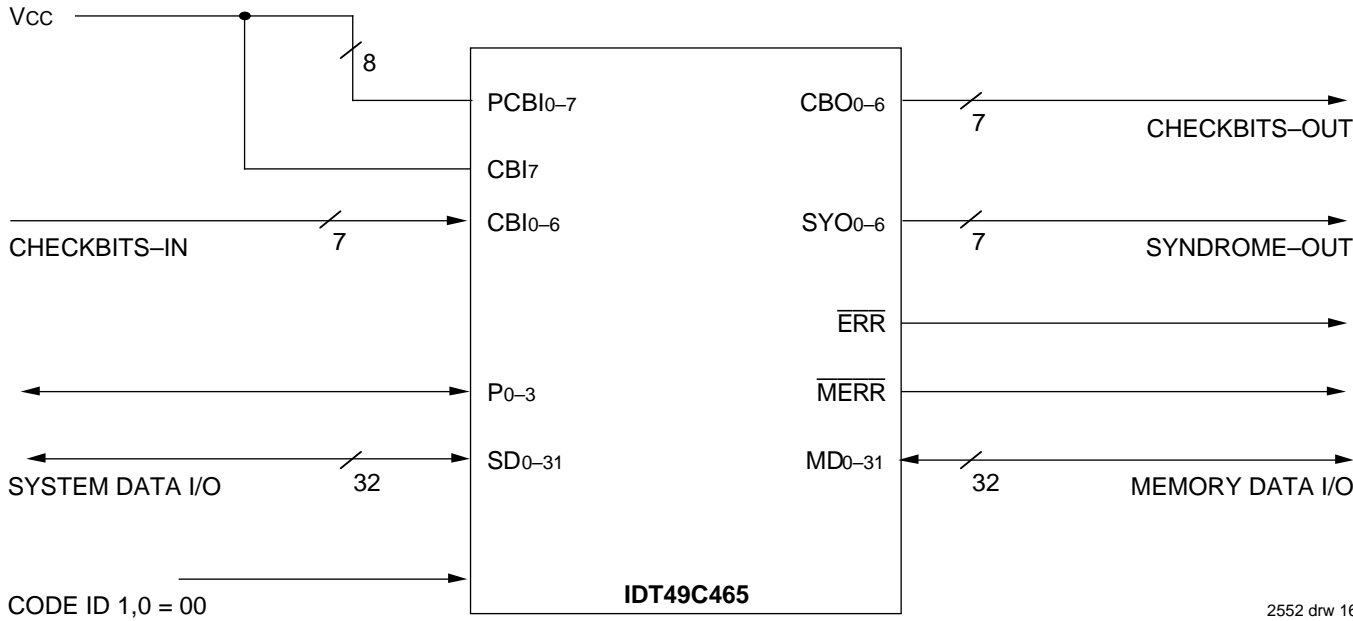 VCC
8
PCBI0–7
CBO0–6
7
CHECKBITS–OUT
CBI7
CBI0–6
7
CHECKBITS–IN
SYO0–6
7
SYNDROME–OUT
ERR
P0–3
MERR
SD0–31
32
SYSTEM DATA I/O
MD0–31
32
MEMORY DATA I/O
CODE ID 1,0 = 00
IDT49C465
2552 drw 16